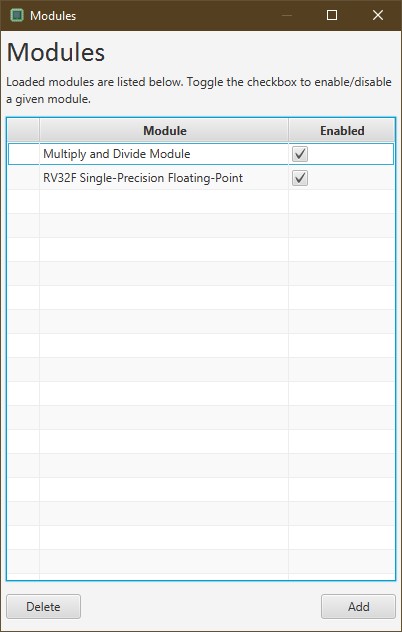 Modules
Modules
Loaded modules are listed below. Toggle the checkbox to enable/disable
a given module.
Module Enabled
Multiply and Divide Module
RV32F Single-Precision Floating-Point
Delete Add